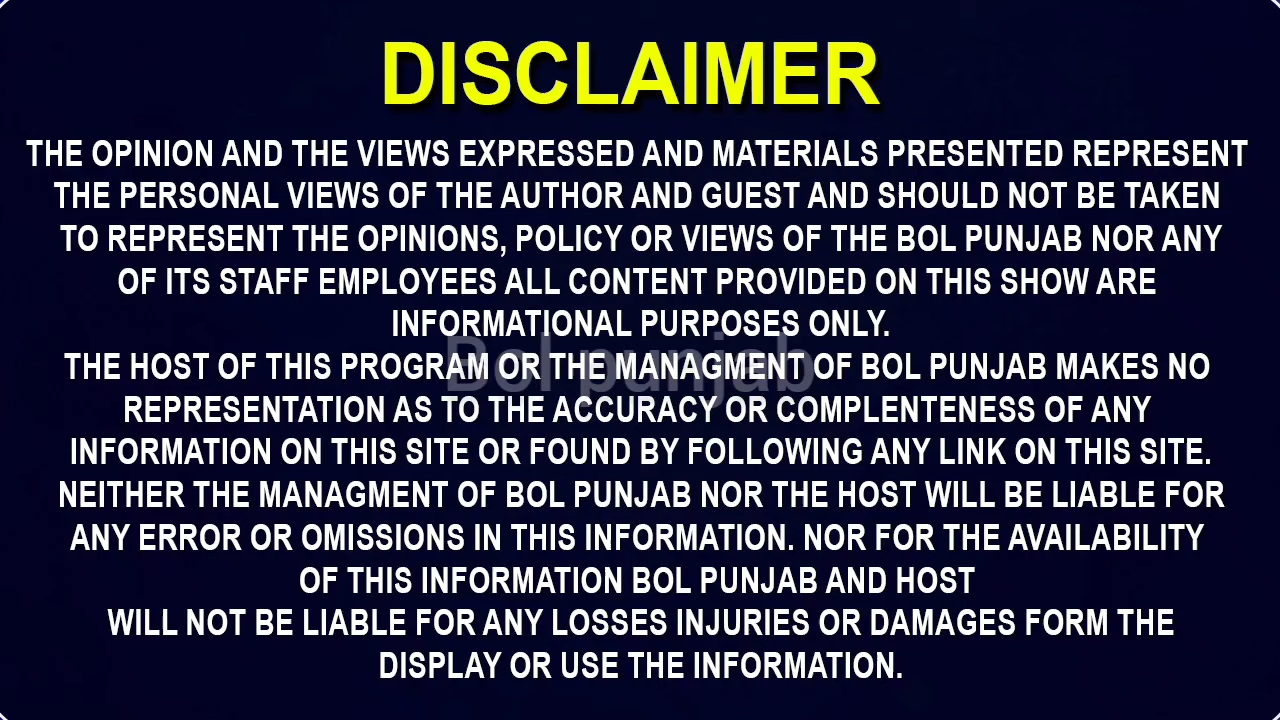 DISCLAIMER
THE OPINION AND THE VIEWS EXPRESSED AND MATERIALS PRESENTED REPRESENT
THE PERSONAL VIEWS OF THE AUTHOR AND GUEST AND SHOULD NOT BE TAKEN
TO REPRESENT THE OPINIONS, POLICY OR VIEWS OF THE BOL PUNJAB NOR ANY
OF ITS STAFF EMPLOYEES ALL CONTENT PROVIDED ON THIS SHOW ARE
INFORMATIONAL PURPOSES ONLY.
Bol punjab
THE HOST OF THIS PROGRAM OR THE MANAGMENT OF BOL PUNJAB MAKES NO
REPRESENTATION AS TO THE ACCURACY OR COMPLENTENESS OF ANY
INFORMATION ON THIS SITE OR FOUND BY FOLLOWING ANY LINK ON THIS SITE.
NEITHER THE MANAGMENT OF BOL PUNJAB NOR THE HOST WILL BE LIABLE FOR
ANY ERROR OR OMISSIONS IN THIS INFORMATION. NOR FOR THE AVAILABILITY
OF THIS INFORMATION BOL PUNJAB AND HOST
WILL NOT BE LIABLE FOR ANY LOSSES INJURIES OR DAMAGES FORM THE
DISPLAY OR USE THE INFORMATION.